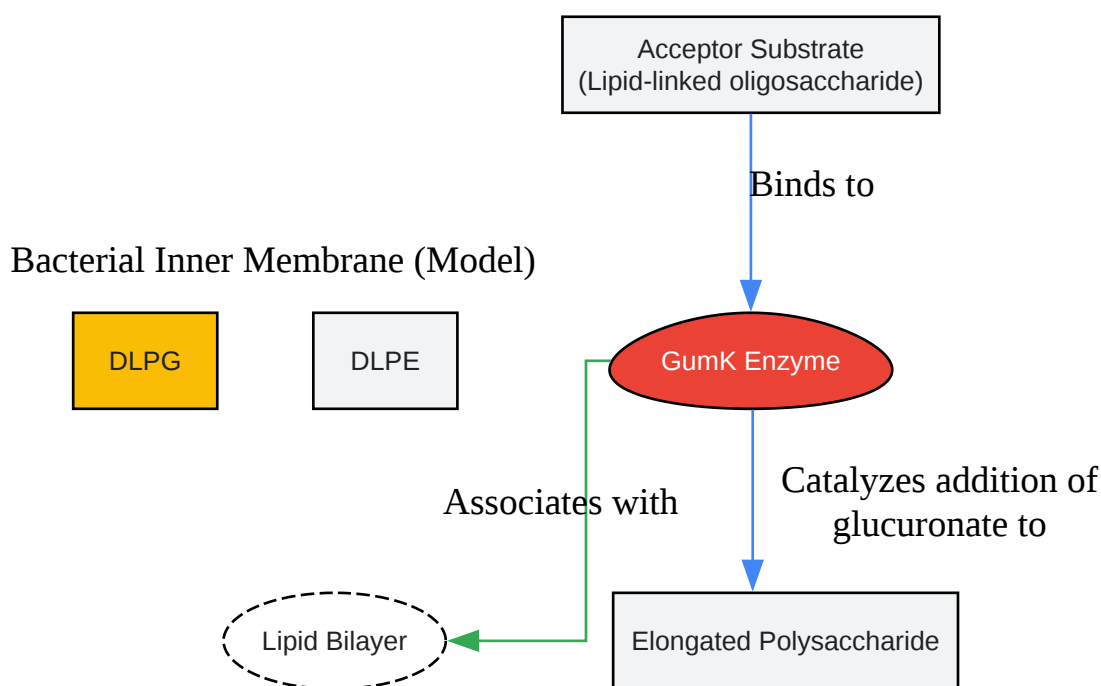 Acceptor Substrate
(Lipid-linked oligosaccharide)
Binds to
Bacterial Inner Membrane (Model)
DLPG
DLPE
GumK Enzyme
Associates with
Catalyzes addition of
glucuronate to
Lipid Bilayer
Elongated Polysaccharide